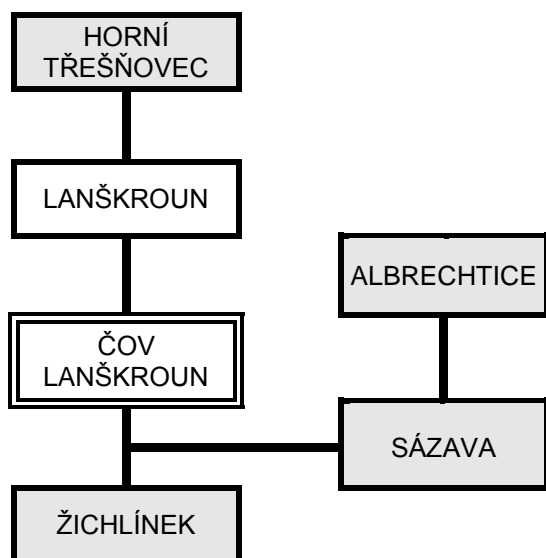 HORNÍ
TŘEŠŇOVEC
LANŠKROUN
ALBRECHTICE
ČOV
LANŠKROUN
SÁZAVA
ŽICHLÍNEK